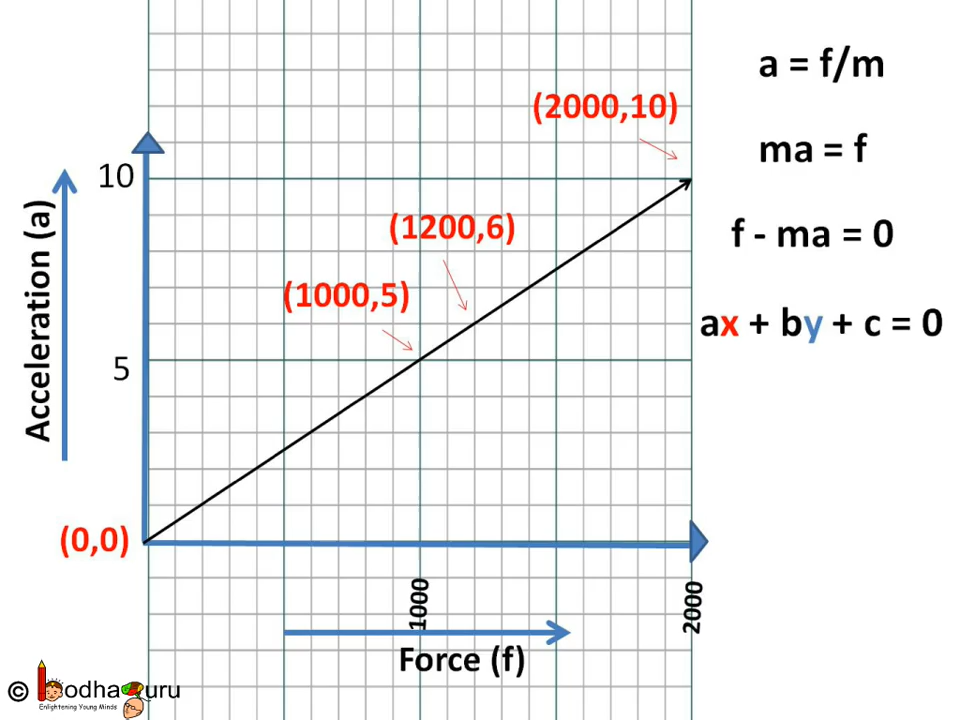 a = f/m
(2000,10)
ma = f
10
(1200,6)
f - ma = 0
(1000,5)
ax + by + c = 0
5
Acceleration (a)
(0,0)
1000
2000
Force (f)
© BodhaGuru
Enlightening Young Minds